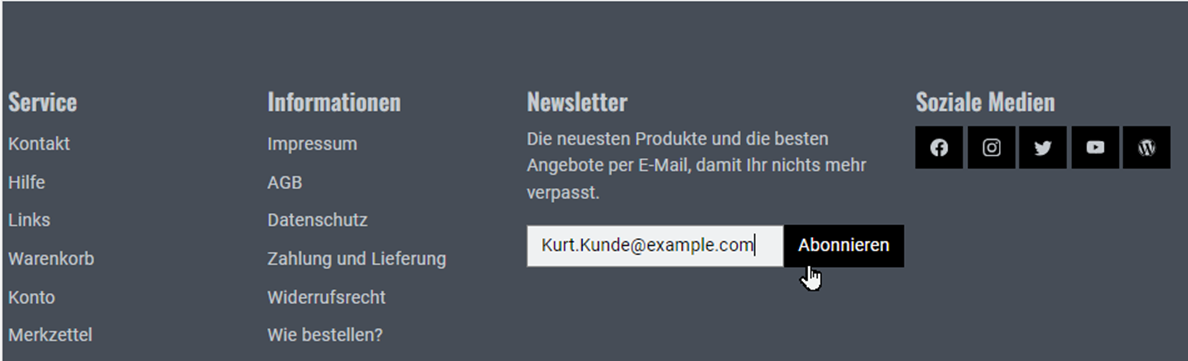 Service
Kontakt
Hilfe
Links
Warenkorb
Konto
Merkzettel
Informationen
Impressum
AGB
Datenschutz
Zahlung und Lieferung
Widerrufsrecht
Wie bestellen?
Newsletter
Die neuesten Produkte und die besten
Angebote per E-Mail, damit Ihr nichts mehr
verpasst.
Kurt.Kunde@example.com
Abonnieren
Soziale Medien